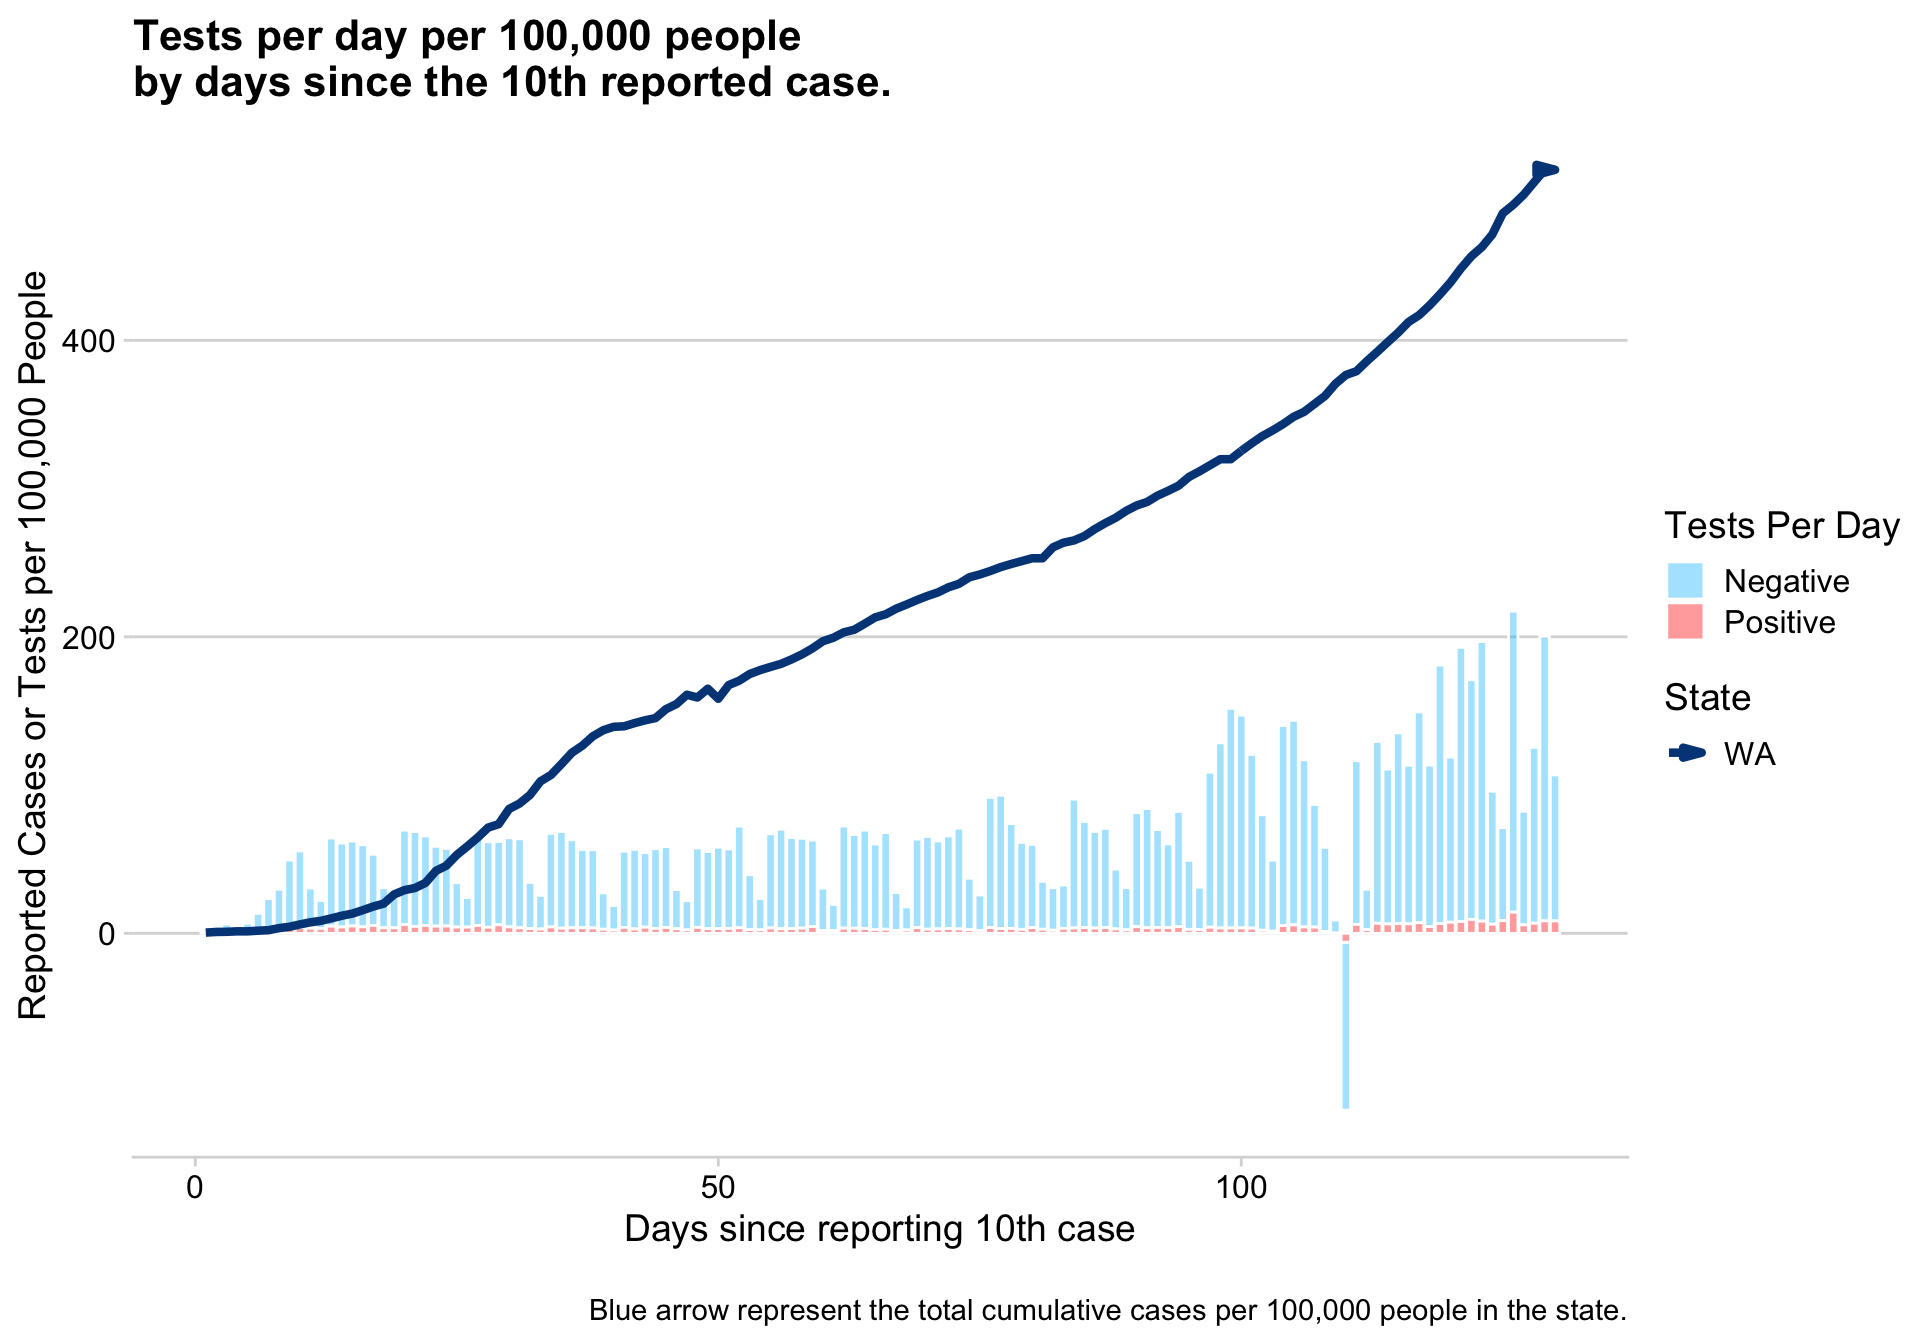 Tests per day per 100,000 people
by days since the 10th reported case.
Reported Cases or Tests per 100,000 People
400
200
0
0
50
100
Days since reporting 10th case
Tests Per Day
Negative
Positive
State
WA
Blue arrow represent the total cumulative cases per 100,000 people in the state.